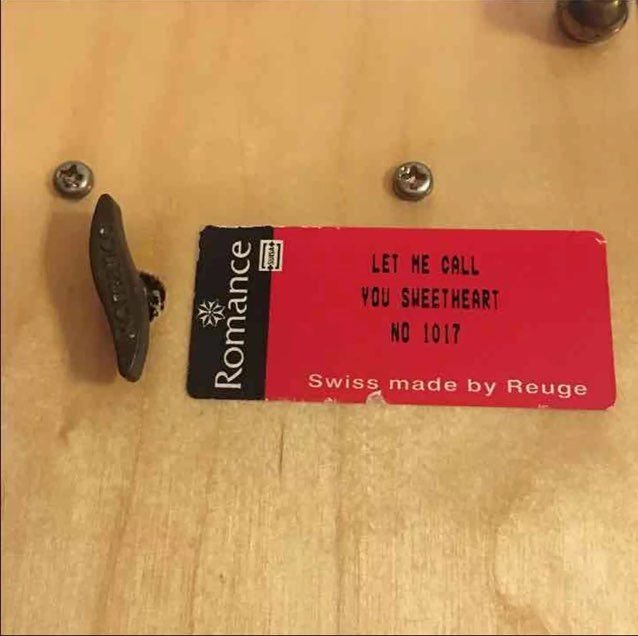 Romance
LET ME CALL
YOU SWEETHEART
NO 1017
Swiss made by Reuge